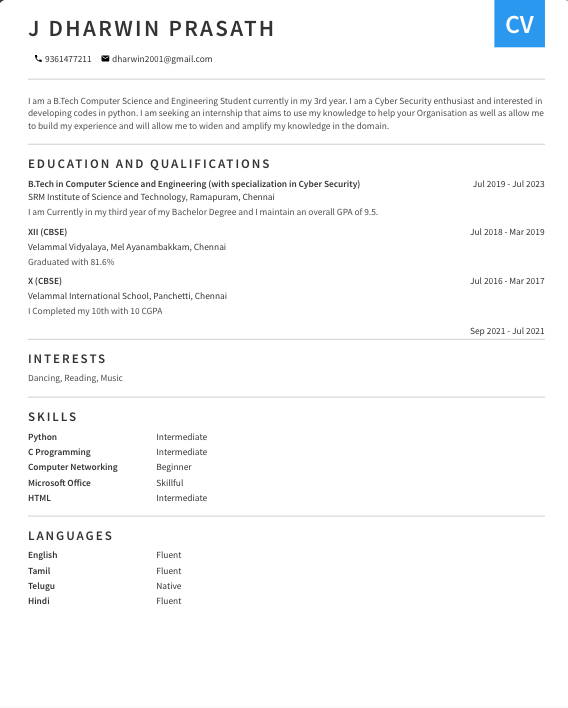 J DHARWIN PRASATH
CV
9361477211 dharwin2001@gmail.com
I am a B.Tech Computer Science and Engineering Student currently in my 3rd year. I am a Cyber Security enthusiast and interested in
developing codes in python. I am seeking an internship that aims to use my knowledge to help your Organisation as well as allow me
to build my experience and will allow me to widen and amplify my knowledge in the domain.
EDUCATION AND QUALIFICATIONS
B.Tech in Computer Science and Engineering (with specialization in Cyber Security) Jul 2019 - Jul 2023
SRM Institute of Science and Technology, Ramapuram, Chennai
I am Currently in my third year of my Bachelor Degree and I maintain an overall GPA of 9.5.
XII (CBSE) Jul 2018 - Mar 2019
Velammal Vidyalaya, Mel Ayanambakkam, Chennai
Graduated with 81.6%
X (CBSE) Jul 2016 - Mar 2017
Velammal International School, Panchetti, Chennai
I Completed my 10th with 10 CGPA
Sep 2021 - Jul 2021
INTERESTS
Dancing, Reading, Music
SKILLS
Python Intermediate
C Programming Intermediate
Computer Networking Beginner
Microsoft Office Skillful
HTML Intermediate
LANGUAGES
English Fluent
Tamil Fluent
Telugu Native
Hindi Fluent